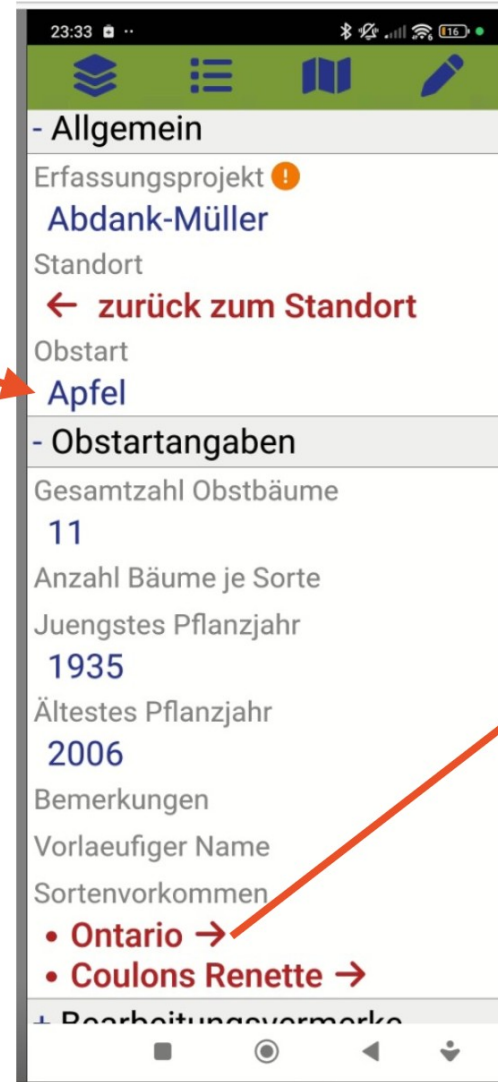 23:33
16
- Allgemein
Erfassungsprojekt !
Abdank-Müller
Standort
← zurück zum Standort
Obstart
Apfel
- Obstartangaben
Gesamtzahl Obstbäume
11
Anzahl Bäume je Sorte
Juengstes Pflanzjahr
1935
Ältestes Pflanzjahr
2006
Bemerkungen
Vorlaeufiger Name
Sortenvorkommen
• Ontario →
• Coulons Renette →
+ Bearbeitungsvermerke